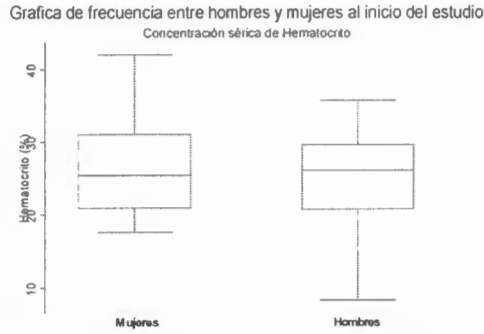 Grafica de frecuencia entre hombres y mujeres al inicio del estudio
Concentración sérica de Hematocrito
Hematocrito (%)
40
30
20
10
Mujeres
Hombres